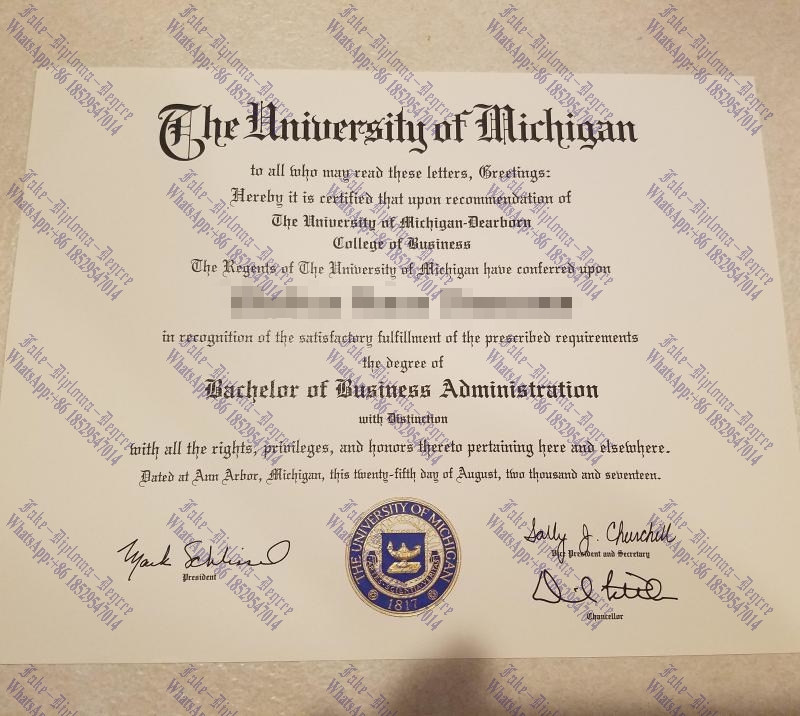 The University of Michigan
to all who may read these letters, Greetings:
Hereby it is certified that upon recommendation of
The University of Michigan-Dearborn
College of Business
The Regents of The University of Michigan have conferred upon
in recognition of the satisfactory fulfillment of the prescribed requirements
the degree of
Bachelor of Business Administration
with Distinction
with all the rights, privileges, and honors thereto pertaining here and elsewhere.
Dated at Ann Arbor, Michigan, this twenty-fifth day of August, two thousand and seventeen.
Mark Schlissel
President
THE UNIVERSITY OF MICHIGAN
1817
Sally J. Churchill
Vice President and Secretary
Chancellor
Fake-Diploma-Degree
WhatsApp:+86 18529547014